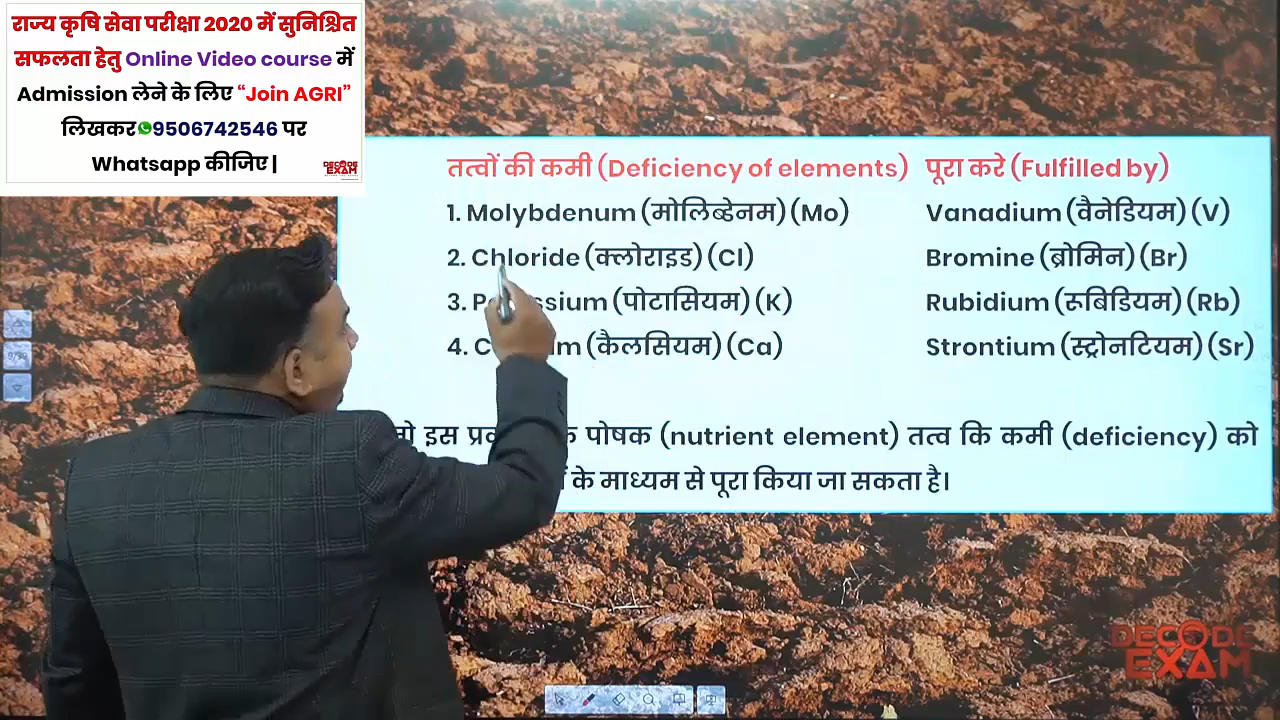 राज्य कृषि सेवा परीक्षा 2020 में सुनिश्चित
सफलता हेतु Online Video course में
Admission लेने के लिए “Join AGRI”
लिखकर 9506742546 पर
Whatsapp कीजिए |
DECODE EXAM
तत्वों की कमी (Deficiency of elements) पूरा करे (Fulfilled by)
1. Molybdenum (मोलिब्डेनम) (Mo) Vanadium (वैनेडियम) (V)
2. Chloride (क्लोराइड) (Cl) Bromine (ब्रोमिन) (Br)
3. (पोटासियम) (K) Rubidium (रूबिडियम) (Rb)
4. (कैलसियम) (Ca) Strontium (स्ट्रोनटियम) (Sr)
इस पोषक (nutrient element) तत्व कि कमी (deficiency) को
के माध्यम से पूरा किया जा सकता है।
DECODE
EXAM